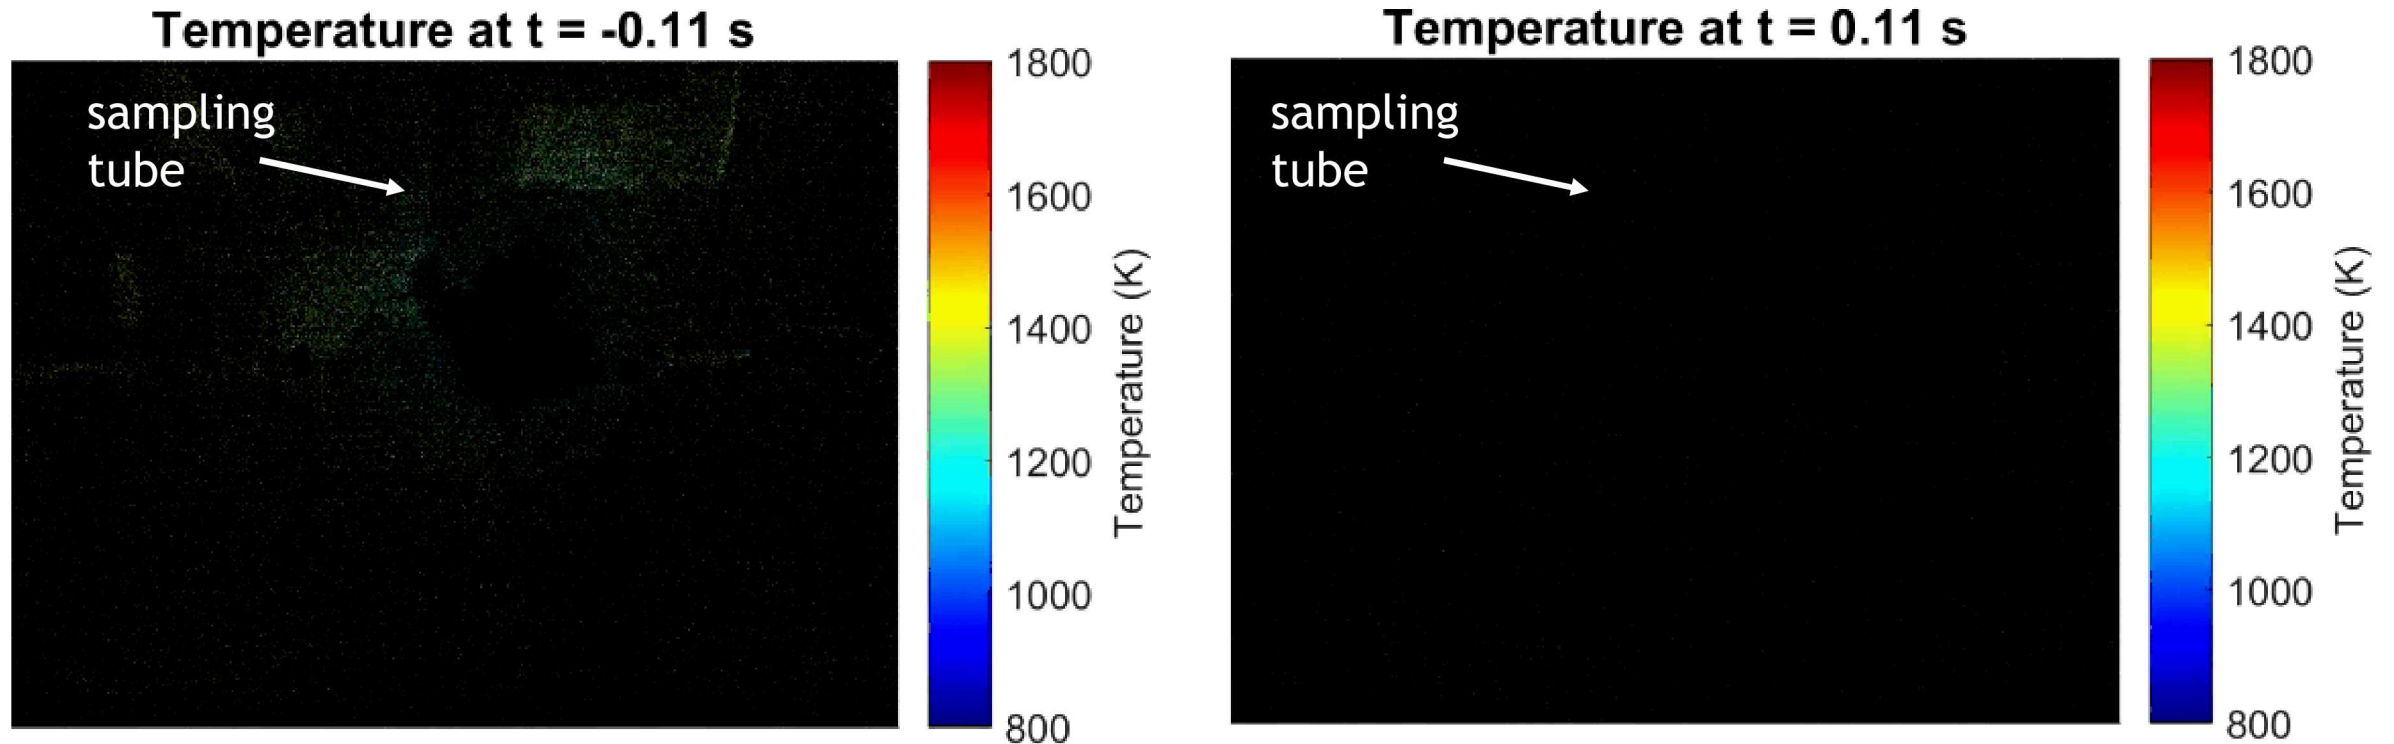 Temperature at t = -0.11 s
sampling
tube
1800
1600
1400
1200
1000
800
Temperature (K)
Temperature at t = 0.11 s
sampling
tube
1800
1600
1400
1200
1000
800
Temperature (K)